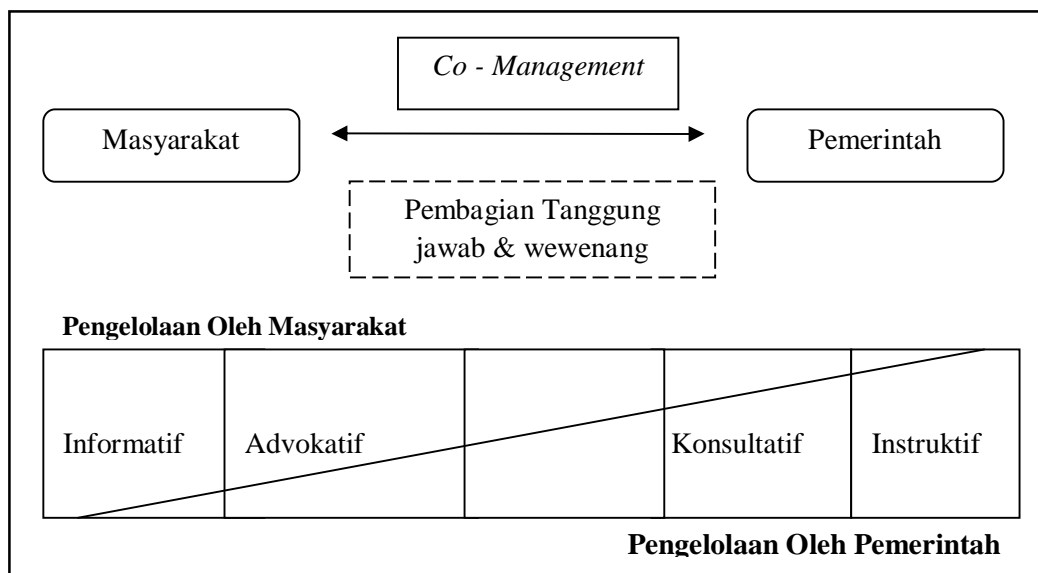 Co - Management
Masyarakat
Pemerintah
Pembagian Tanggung
jawab & wewenang
Pengelolaan Oleh Masyarakat
Informatif
Advokatif
Konsultatif
Instruktif
Pengelolaan Oleh Pemerintah